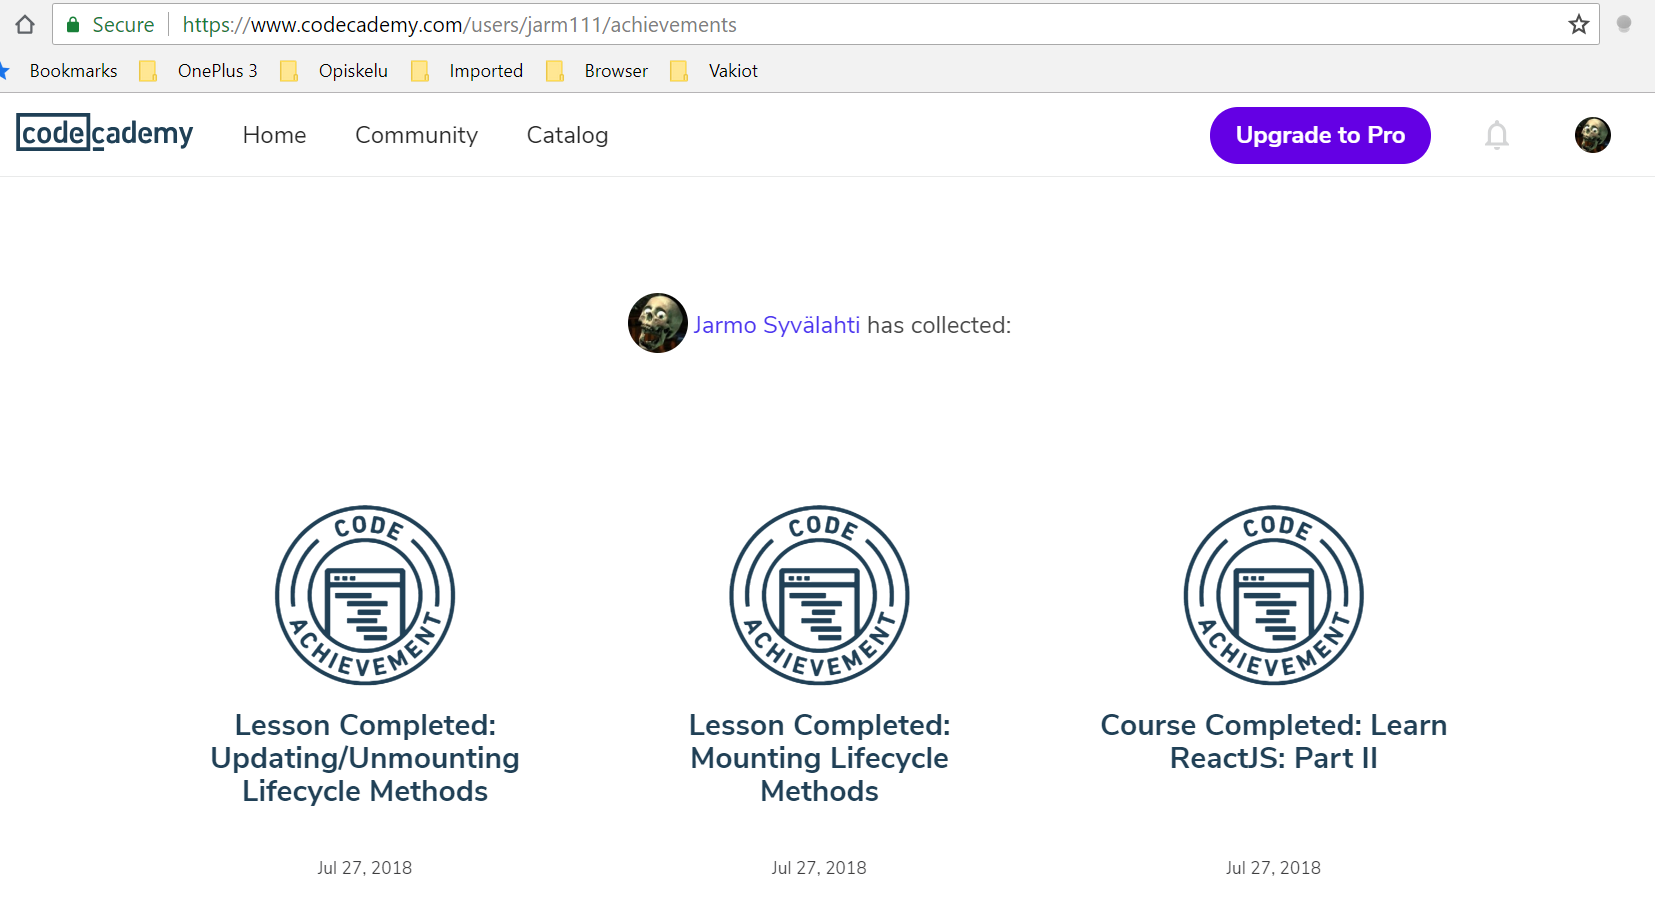 Secure https://www.codecademy.com/users/jarm111/achievements
Bookmarks OnePlus 3 Opiskelu Imported Browser Vakiot
codecademy Home Community Catalog Upgrade to Pro
Jarmo Syvälahti has collected:
CODE ACHIEVEMENT
CODE ACHIEVEMENT
CODE ACHIEVEMENT
Lesson Completed:
Updating/Unmounting
Lifecycle Methods
Jul 27, 2018
Lesson Completed:
Mounting Lifecycle
Methods
Jul 27, 2018
Course Completed: Learn
ReactJS: Part II
Jul 27, 2018